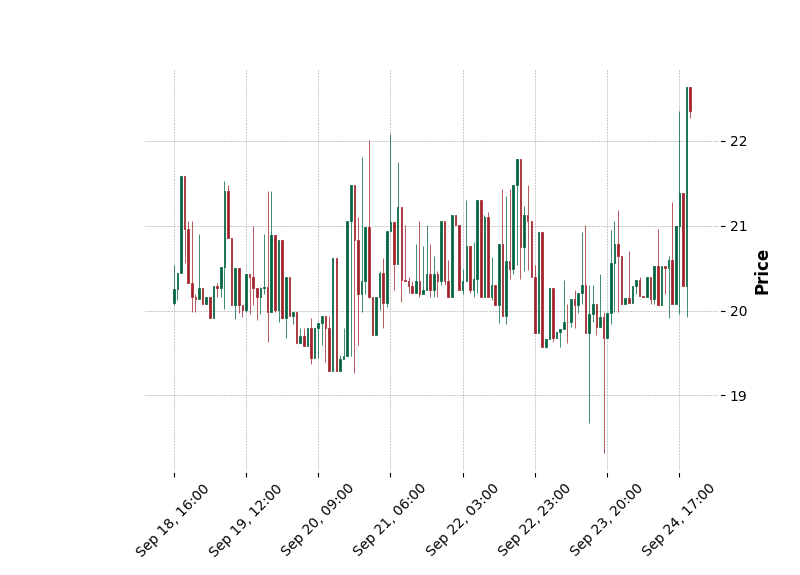 22
21
20
19
Price
Sep 18, 16:00
Sep 19, 12:00
Sep 20, 09:00
Sep 21, 06:00
Sep 22, 03:00
Sep 22, 23:00
Sep 23, 20:00
Sep 24, 17:00